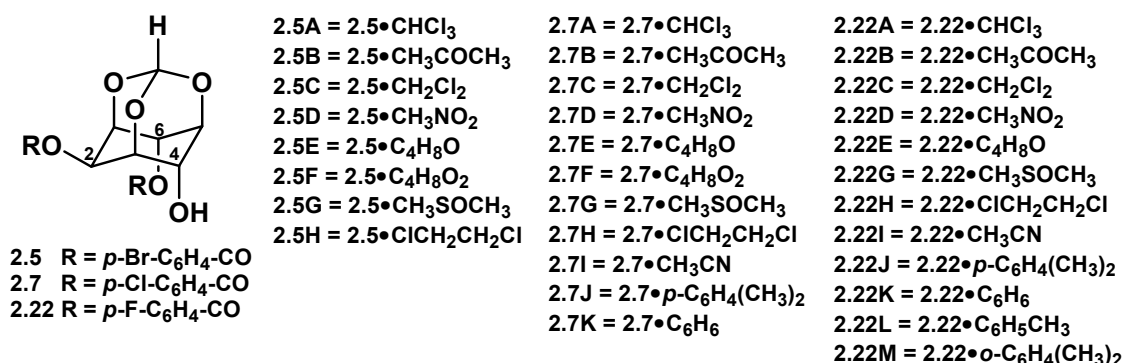 H
O
O
O
RO
2
6
4
RO
OH
2.5 R = p-Br-C6H4-CO
2.7 R = p-Cl-C6H4-CO
2.22 R = p-F-C6H4-CO
2.5A = 2.5•CHCl3
2.5B = 2.5•CH3COCH3
2.5C = 2.5•CH2Cl2
2.5D = 2.5•CH3NO2
2.5E = 2.5•C4H8O
2.5F = 2.5•C4H8O2
2.5G = 2.5•CH3SOCH3
2.5H = 2.5•ClCH2CH2Cl
2.7A = 2.7•CHCl3
2.7B = 2.7•CH3COCH3
2.7C = 2.7•CH2Cl2
2.7D = 2.7•CH3NO2
2.7E = 2.7•C4H8O
2.7F = 2.7•C4H8O2
2.7G = 2.7•CH3SOCH3
2.7H = 2.7•ClCH2CH2Cl
2.7I = 2.7•CH3CN
2.7J = 2.7•p-C6H4(CH3)2
2.7K = 2.7•C6H6
2.22A = 2.22•CHCl3
2.22B = 2.22•CH3COCH3
2.22C = 2.22•CH2Cl2
2.22D = 2.22•CH3NO2
2.22E = 2.22•C4H8O
2.22G = 2.22•CH3SOCH3
2.22H = 2.22•ClCH2CH2Cl
2.22I = 2.22•CH3CN
2.22J = 2.22•p-C6H4(CH3)2
2.22K = 2.22•C6H6
2.22L = 2.22•C6H5CH3
2.22M = 2.22•o-C6H4(CH3)2